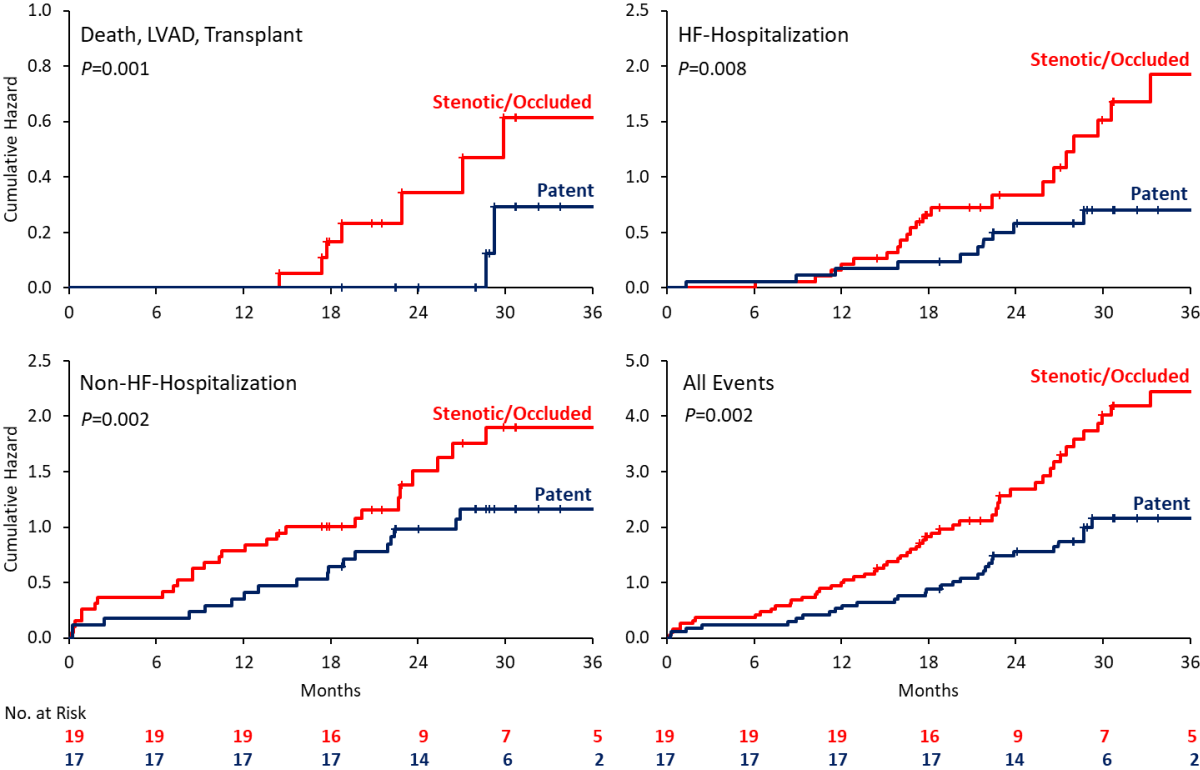 Death, LVAD, Transplant
P=0.001
Stenotic/Occluded
Patent
Cumulative Hazard
1.0
0.8
0.6
0.4
0.2
0.0
0 6 12 18 24 30 36
HF-Hospitalization
P=0.008
Stenotic/Occluded
Patent
2.5
2.0
1.5
1.0
0.5
0.0
0 6 12 18 24 30 36
Non-HF-Hospitalization
P=0.002
Stenotic/Occluded
Patent
Cumulative Hazard
2.5
2.0
1.5
1.0
0.5
0.0
0 6 12 18 24 30 36
Months
All Events
P=0.002
Stenotic/Occluded
Patent
5.0
4.0
3.0
2.0
1.0
0.0
0 6 12 18 24 30 36
Months
No. at Risk
19 19 19 16 9 7 5 19 19 19 16 9 7 5
17 17 17 17 14 6 2 17 17 17 17 14 6 2